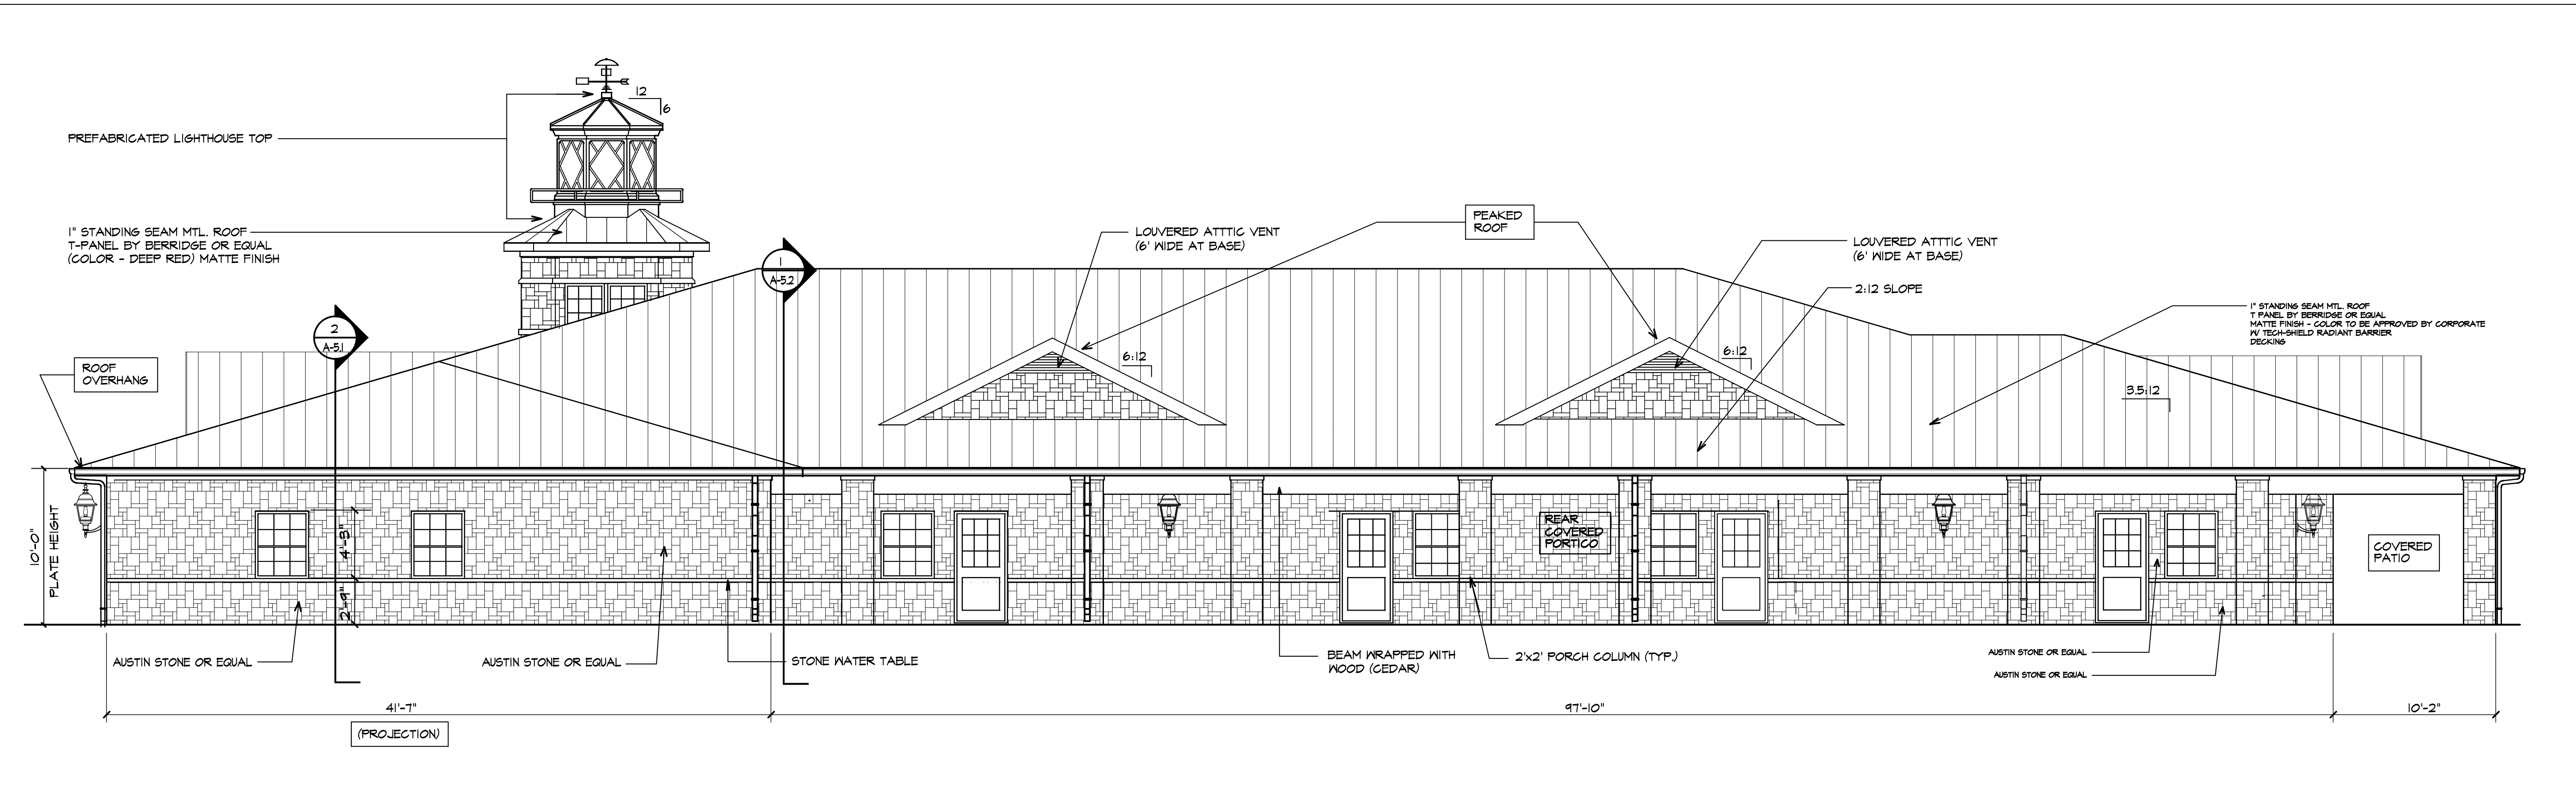 12
6
PREFABRICATED LIGHTHOUSE TOP
1" STANDING SEAM MTL. ROOF
T-PANEL BY BERRIDGE OR EQUAL
(COLOR - DEEP RED) MATTE FINISH
PEAKED
ROOF
LOUVERED ATTTIC VENT
(6' WIDE AT BASE)
LOUVERED ATTTIC VENT
(6' WIDE AT BASE)
1
A-5.2
2:12 SLOPE
1" STANDING SEAM MTL. ROOF
T PANEL BY BERRIDGE OR EQUAL
MATTE FINISH - COLOR TO BE APPROVED BY CORPORATE
W/ TECH-SHIELD RADIANT BARRIER
DECKING
2
A-5.1
ROOF
OVERHANG
6:12
6:12
3.5:12
10'-0"
PLATE HEIGHT
4'-3"
2'-9"
REAR
COVERED
PORTICO
COVERED
PATIO
AUSTIN STONE OR EQUAL
AUSTIN STONE OR EQUAL
STONE WATER TABLE
BEAM WRAPPED WITH
WOOD (CEDAR)
2'x2' PORCH COLUMN (TYP.)
AUSTIN STONE OR EQUAL
AUSTIN STONE OR EQUAL
41'-7"
97'-10"
10'-2"
(PROJECTION)